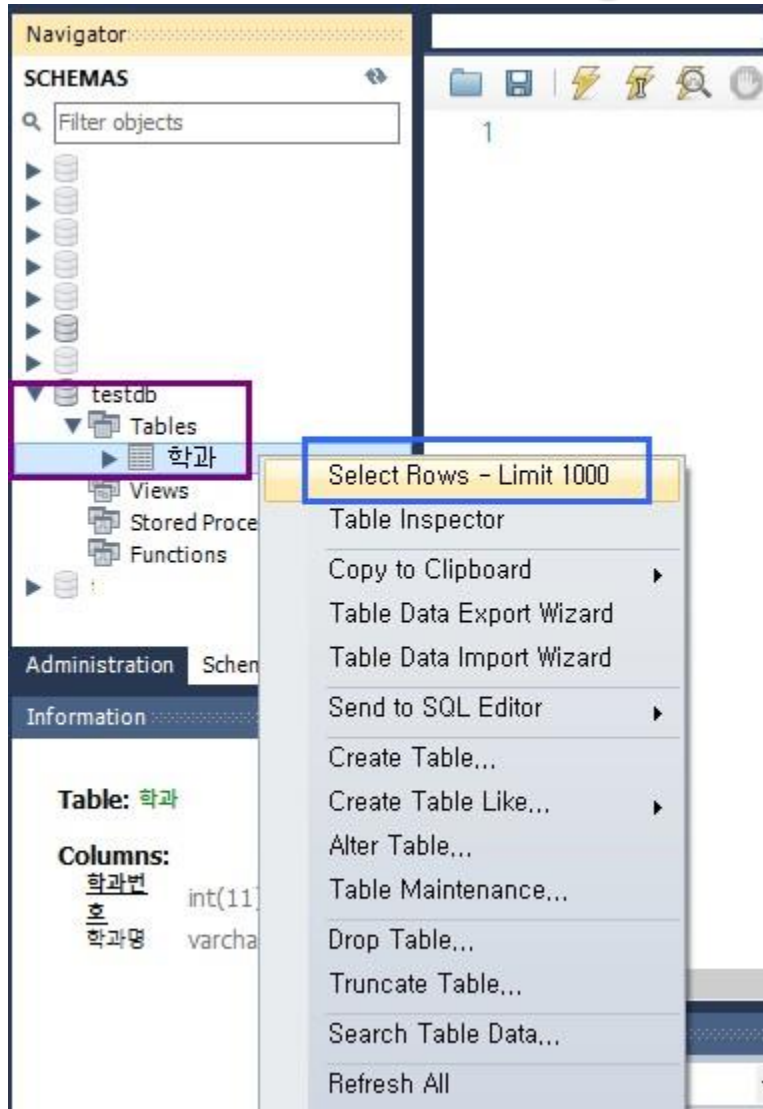 Navigator
SCHEMAS
Filter objects
1
testdb
Tables
학과
Views
Stored Proce
Functions
Select Rows - Limit 1000
Table Inspector
Copy to Clipboard
Table Data Export Wizard
Table Data Import Wizard
Send to SQL Editor
Create Table...
Create Table Like...
Alter Table...
Table Maintenance...
Drop Table...
Truncate Table...
Search Table Data...
Refresh All
Administration Schem
Information
Table: 학과
Columns:
학과번
호 int(11)
학과명 varcha